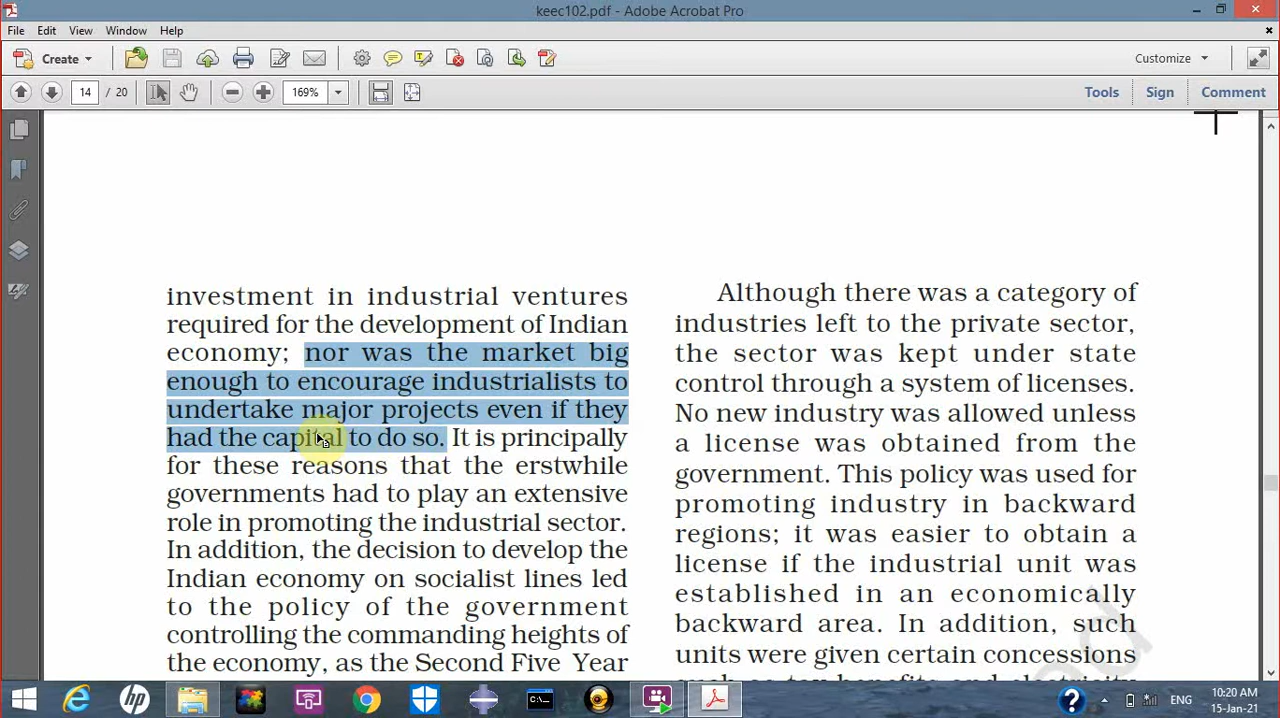 keec102.pdf - Adobe Acrobat Pro
File Edit View Window Help
Create
Customize
14 / 20
169%
Tools Sign Comment
investment in industrial ventures
required for the development of Indian
economy; nor was the market big
enough to encourage industrialists to
undertake major projects even if they
had the capital to do so. It is principally
for these reasons that the erstwhile
governments had to play an extensive
role in promoting the industrial sector.
In addition, the decision to develop the
Indian economy on socialist lines led
to the policy of the government
controlling the commanding heights of
the economy, as the Second Five Year
Although there was a category of
industries left to the private sector,
the sector was kept under state
control through a system of licenses.
No new industry was allowed unless
a license was obtained from the
government. This policy was used for
promoting industry in backward
regions; it was easier to obtain a
license if the industrial unit was
established in an economically
backward area. In addition, such
units were given certain concessions
ENG
10:20 AM
15-Jan-21